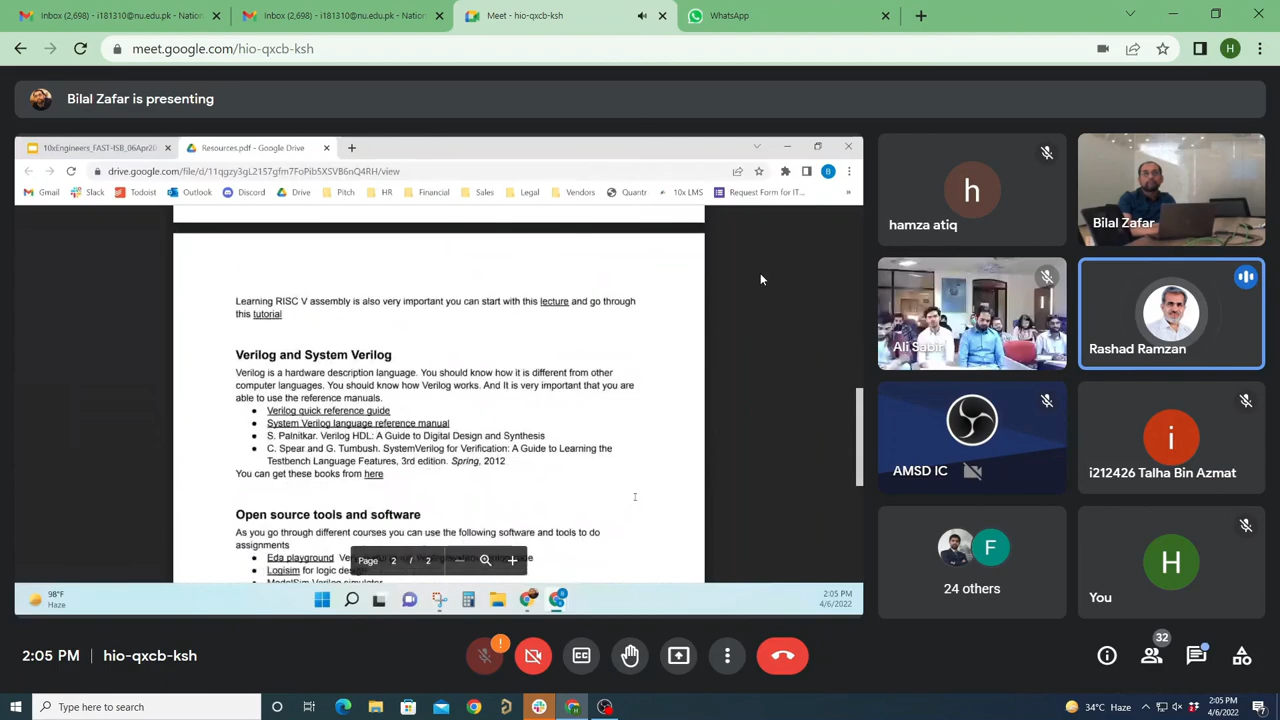 Inbox (2,698) - i181310@nu.edu.pk - Nation
Inbox (2,698) - i181310@nu.edu.pk - Nation
Meet - hio-qxcb-ksh
WhatsApp
meet.google.com/hio-qxcb-ksh
H
Bilal Zafar is presenting
10xEngineers_FAST-ISB_06Apr20
Resources.pdf - Google Drive
drive.google.com/file/d/11qgzy3gL2157gfm7FoPib5XSVB6nQ4RH/view
B
Gmail
Slack
Todoist
Outlook
Discord
Drive
Pitch
HR
Financial
Sales
Legal
Vendors
Quantr
10x LMS
Request Form for IT...
»
Learning RISC V assembly is also very important you can start with this lecture and go through
this tutorial
Verilog and System Verilog
Verilog is a hardware description language. You should know how it is different from other
computer languages. You should know how Verilog works. And It is very important that you are
able to use the reference manuals.
• Verilog quick reference guide
• System Verilog language reference manual
• S. Palnitkar. Verilog HDL: A Guide to Digital Design and Synthesis
• C. Spear and G. Tumbush. SystemVerilog for Verification: A Guide to Learning the
Testbench Language Features, 3rd edition. Spring, 2012
You can get these books from here
Open source tools and software
As you go through different courses you can use the following software and tools to do
assignments
• Eda playground
• Logisim for logic design
• ModelSim Verilog simulator
Page 2 / 2
98°F
Haze
2:05 PM
4/6/2022
h
hamza atiq
Bilal Zafar
Ali Sabir
Rashad Ramzan
AMSD IC
i
i212426 Talha Bin Azmat
F
24 others
H
You
2:05 PM | hio-qxcb-ksh
CC
32
Type here to search
34°C Haze
2:05 PM
4/6/2022